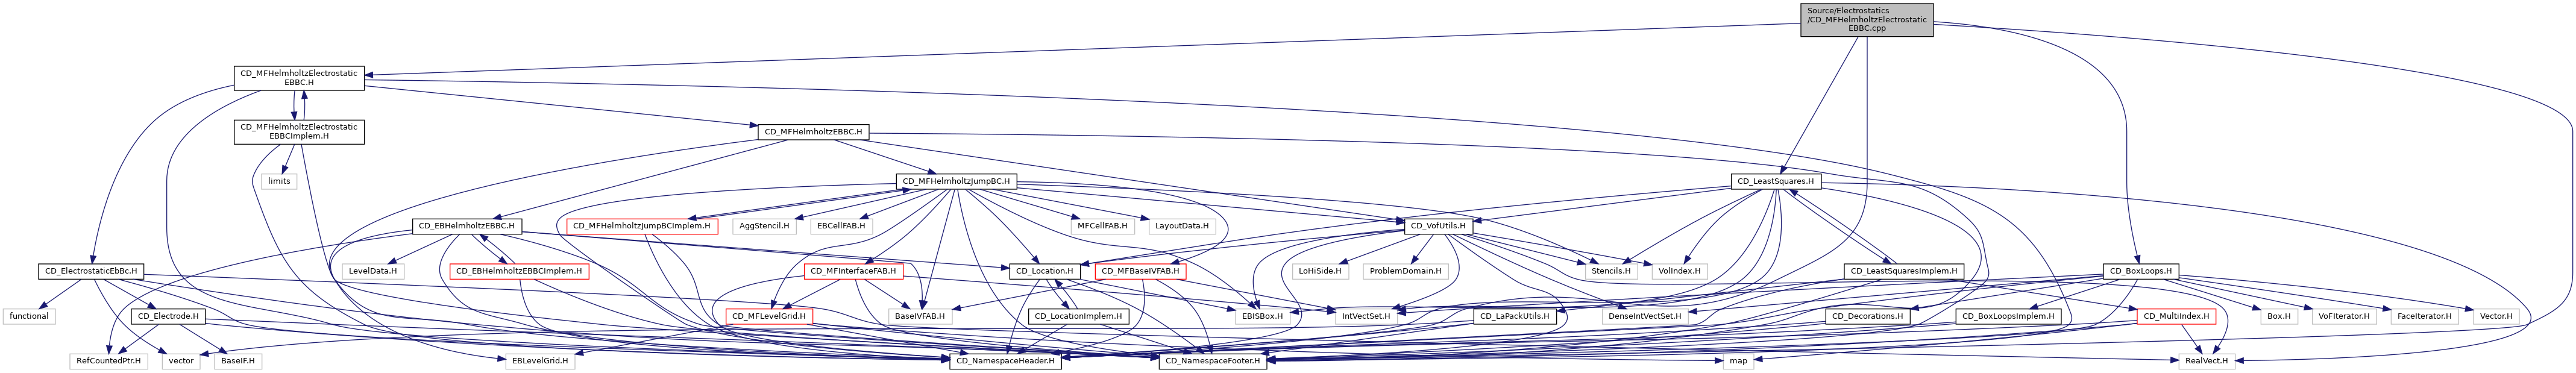 Source/Electrostatics
/CD_MFHelmholtzElectrostatic
EBBC.cpp
CD_MFHelmholtzElectrostatic
EBBC.H
CD_MFHelmholtzElectrostatic
EBBCImplem.H
CD_MFHelmholtzEBBC.H
limits
CD_MFHelmholtzJumpBC.H
CD_LeastSquares.H
CD_EBHelmholtzEBBC.H
CD_MFHelmholtzJumpBCImplem.H
AggStencil.H
EBCellFAB.H
MFCellFAB.H
LayoutData.H
CD_VofUtils.H
CD_ElectrostaticEbBc.H
LevelData.H
CD_EBHelmholtzEBBCImplem.H
CD_MFInterfaceFAB.H
CD_Location.H
CD_MFBaseIVFAB.H
LoHiSide.H
ProblemDomain.H
Stencils.H
VolIndex.H
CD_LeastSquaresImplem.H
CD_BoxLoops.H
functional
CD_Electrode.H
CD_MFLevelGrid.H
BaseIVFAB.H
CD_LocationImplem.H
EBISBox.H
IntVectSet.H
CD_LaPackUtils.H
DenseIntVectSet.H
CD_Decorations.H
CD_BoxLoopsImplem.H
CD_MultiIndex.H
Box.H
VoFIterator.H
FaceIterator.H
Vector.H
RefCountedPtr.H
vector
BaseIF.H
EBLevelGrid.H
CD_NamespaceHeader.H
CD_NamespaceFooter.H
map
RealVect.H